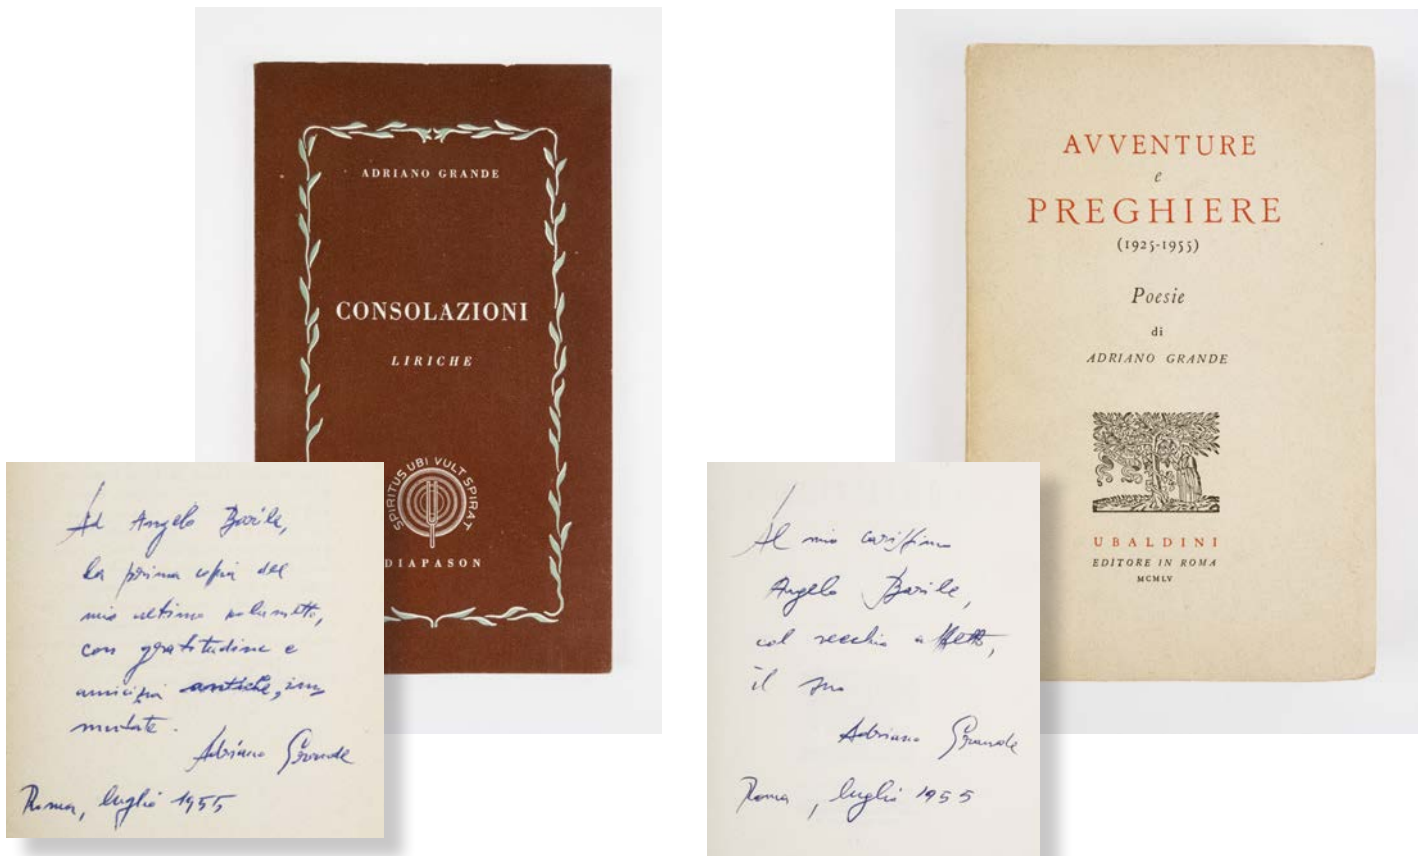 ADRIANO GRANDE
CONSOLAZIONI
LIRICHE
SPIRITUS UBI VULT SPIRAT
DIAPASON
Ad Angelo Barile,
la prima copia del
mio ultimo volumetto,
con gratitudine e
amicizia antiche, im
mutate.
Adriano Grande
Roma, luglio 1955
AVVENTURE
e
PREGHIERE
(1925-1955)
Poesie
di
ADRIANO GRANDE
UBALDINI
EDITORE IN ROMA
MCMLV
Al mio carissimo
Angelo Barile,
col vecchio affetto,
il suo
Adriano Grande
Roma, luglio 1955